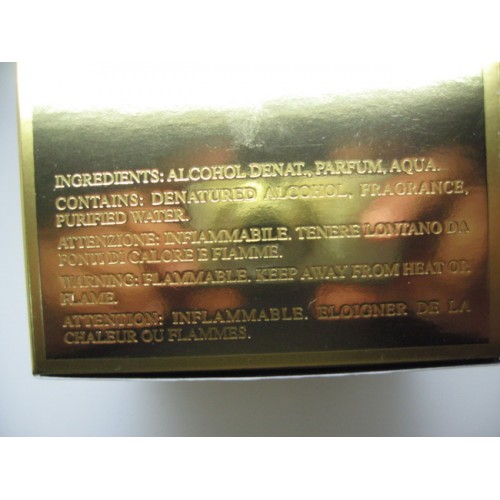 INGREDIENTS: ALCOHOL DENAT., PARFUM, AQUA.
CONTAINS: DENATURED ALCOHOL, FRAGRANCE,
PURIFIED WATER.
ATTENZIONE: INFIAMMABILE. TENERE LONTANO DA
FONTI DI CALORE E FIAMME.
WARNING: FLAMMABLE. KEEP AWAY FROM HEAT OR
FLAME.
ATTENTION: INFLAMMABLE. ELOIGNER DE LA
CHALEUR OU FLAMMES.